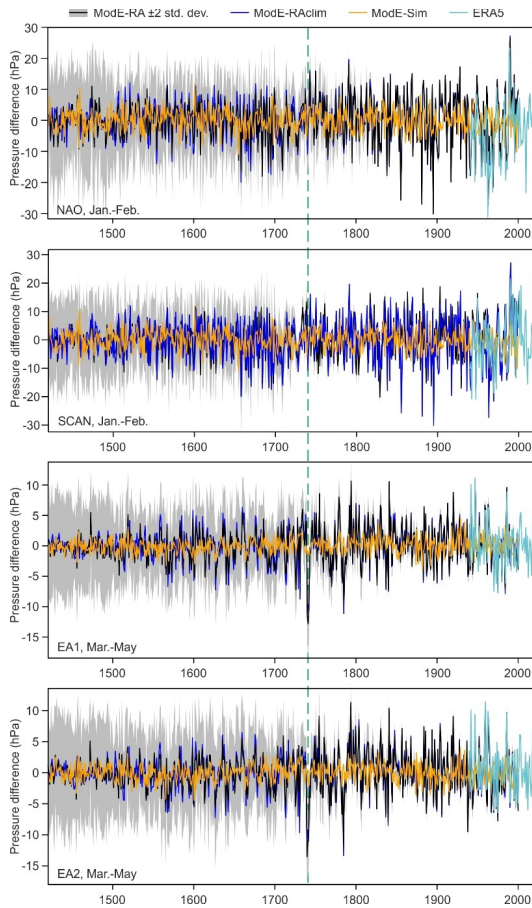 ModE-RA ±2 std. dev. ModE-RAclim ModE-Sim ERA5
Pressure difference (hPa)
30
20
10
0
-10
-20
-30
NAO, Jan.-Feb.
1500 1600 1700 1800 1900 2000
Pressure difference (hPa)
30
20
10
0
-10
-20
-30
SCAN, Jan.-Feb.
1500 1600 1700 1800 1900 2000
Pressure difference (hPa)
10
5
0
-5
-10
-15
EA1, Mar.-May
1500 1600 1700 1800 1900 2000
Pressure difference (hPa)
10
5
0
-5
-10
-15
EA2, Mar.-May
1500 1600 1700 1800 1900 2000